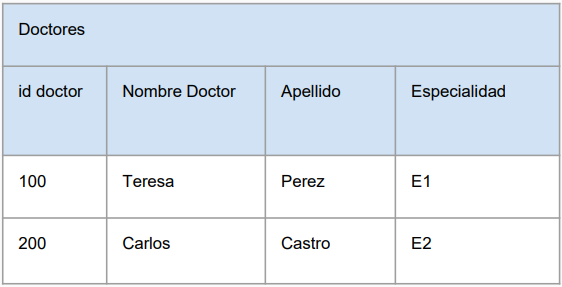 Doctores
id doctor Nombre Doctor Apellido Especialidad
100 Teresa Perez E1
200 Carlos Castro E2